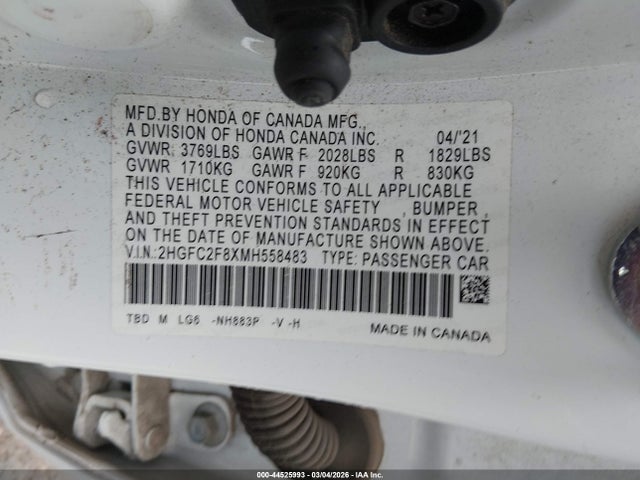 MFD.BY HONDA OF CANADA MFG.,
A DIVISION OF HONDA CANADA INC. 04/'21
GVWR 3769LBS GAWR F 2028LBS R 1829LBS
GVWR 1710KG GAWR F 920KG R 830KG
THIS VEHICLE CONFORMS TO ALL APPLICABLE
FEDERAL MOTOR VEHICLE SAFETY , BUMPER ,
AND THEFT PREVENTION STANDARDS IN EFFECT
ON THE DATE OF MANUFACTURE SHOWN ABOVE.
V.I.N.: 2HGFC2F8XMH558483 TYPE: PASSENGER CAR
TBD M LG6 -NH883P -V -H
MADE IN CANADA
000-44525993 | 03/04/2026 | IAA Inc.